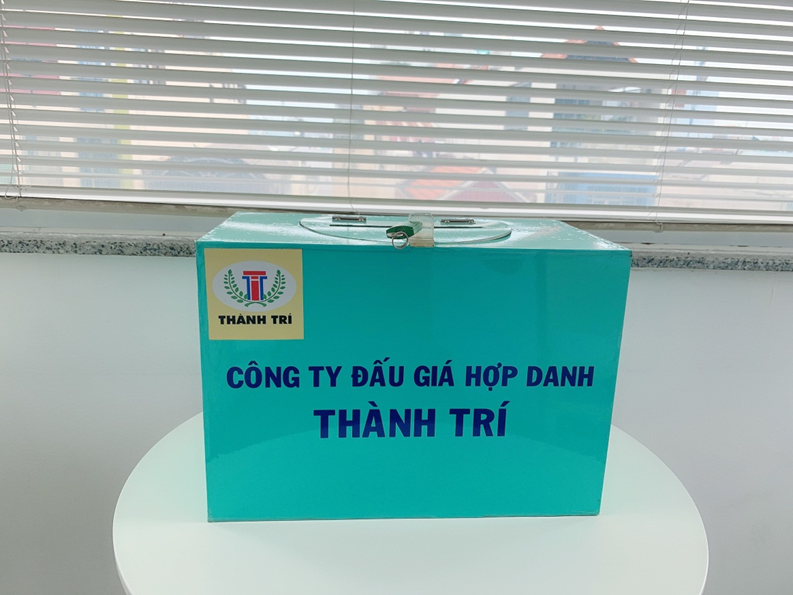 THÀNH TRÍ
CÔNG TY ĐẤU GIÁ HỢP DANH
THÀNH TRÍ